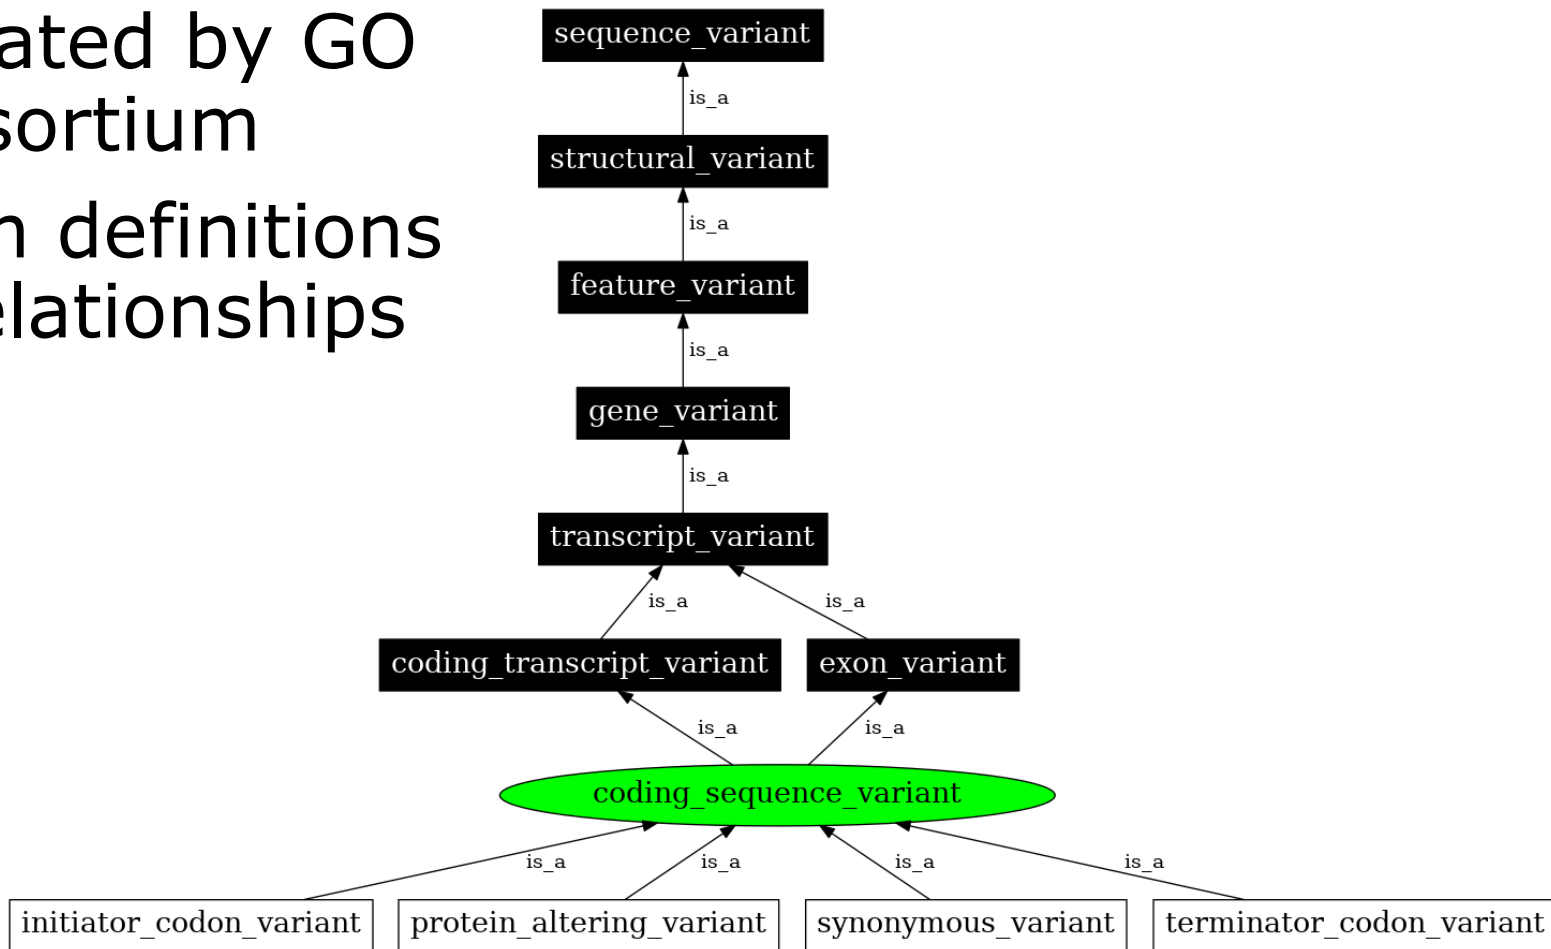 ated by GO
sortium
n definitions
elationships
sequence_variant
is_a
structural_variant
is_a
feature_variant
is_a
gene_variant
is_a
transcript_variant
is_a is_a
coding_transcript_variant exon_variant
is_a is_a
coding_sequence_variant
is_a is_a is_a is_a
initiator_codon_variant protein_altering_variant synonymous_variant terminator_codon_variant